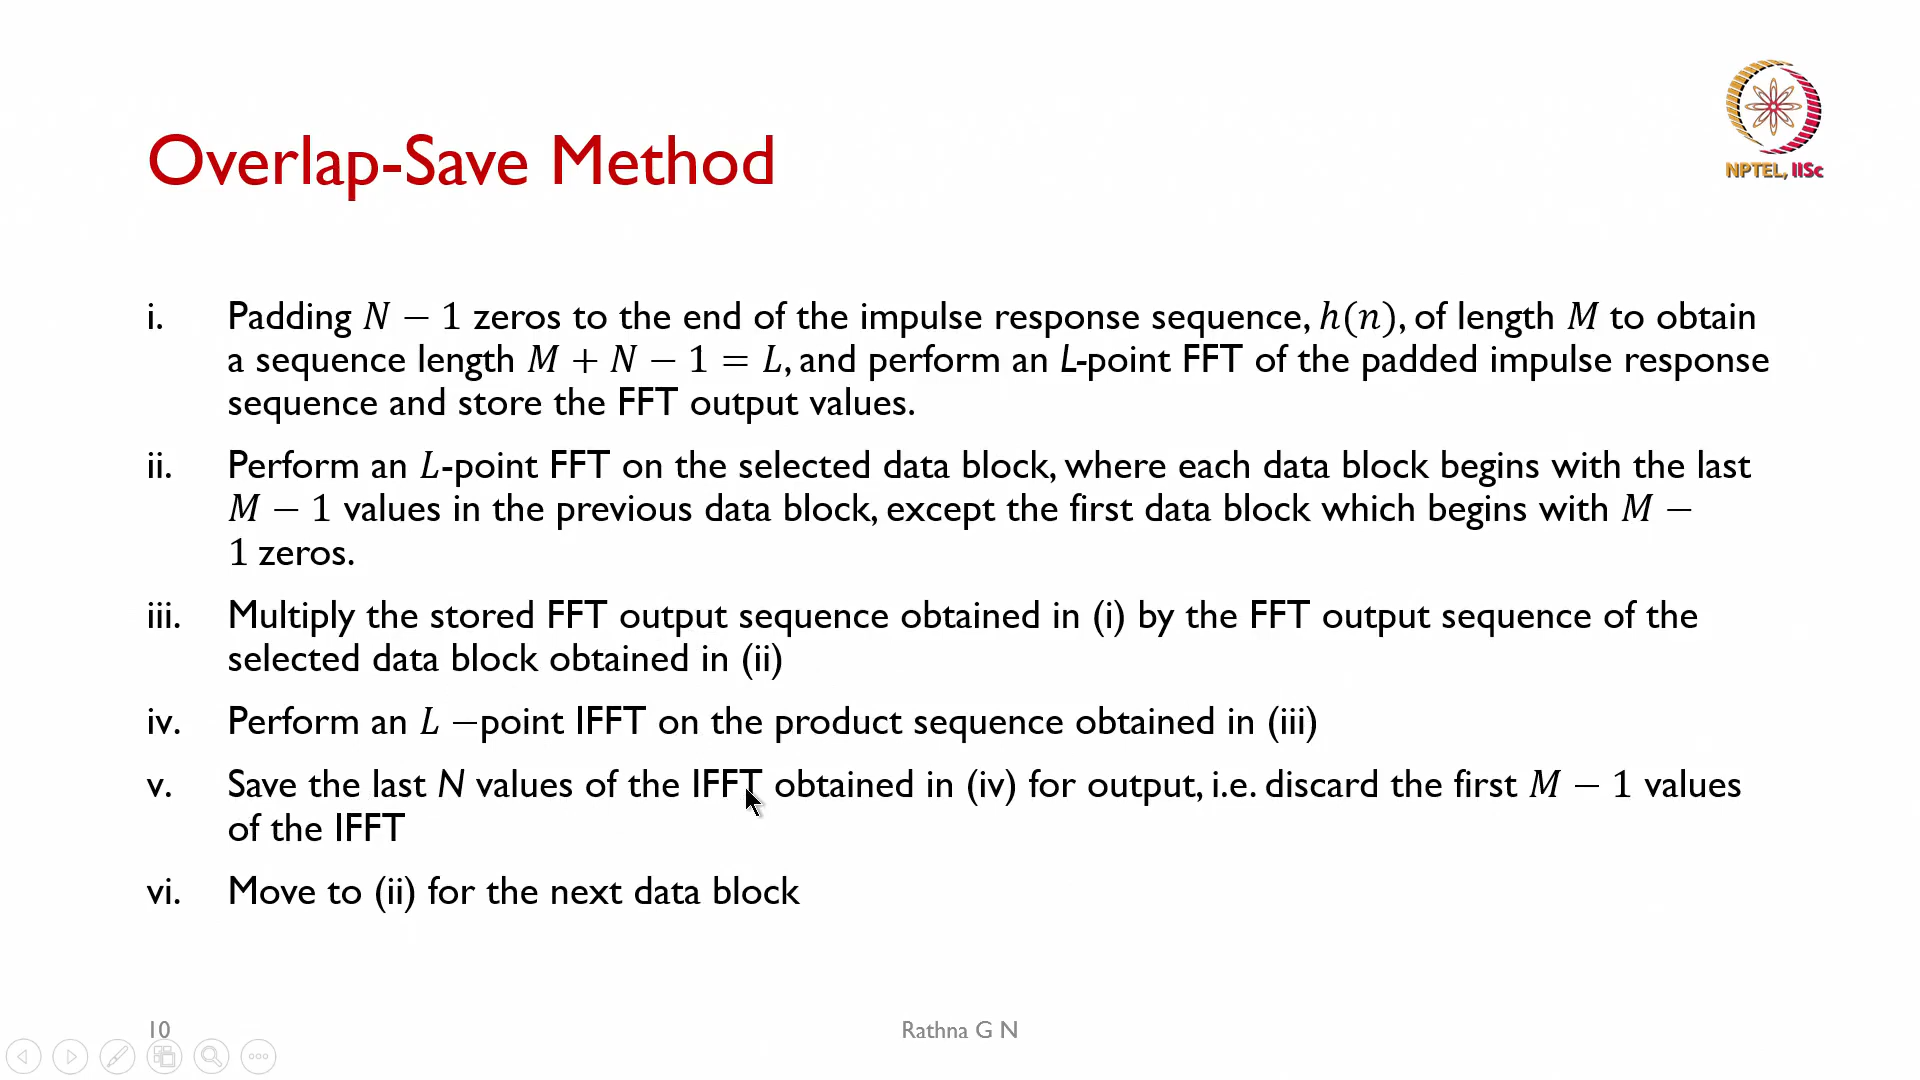 Overlap-Save Method
NPTEL, IISc
i. Padding N − 1 zeros to the end of the impulse response sequence, h(n), of length M to obtain
a sequence length M + N − 1 = L, and perform an L-point FFT of the padded impulse response
sequence and store the FFT output values.
ii. Perform an L-point FFT on the selected data block, where each data block begins with the last
M − 1 values in the previous data block, except the first data block which begins with M −
1 zeros.
iii. Multiply the stored FFT output sequence obtained in (i) by the FFT output sequence of the
selected data block obtained in (ii)
iv. Perform an L −point IFFT on the product sequence obtained in (iii)
v. Save the last N values of the IFFT obtained in (iv) for output, i.e. discard the first M − 1 values
of the IFFT
vi. Move to (ii) for the next data block
10
Rathna G N